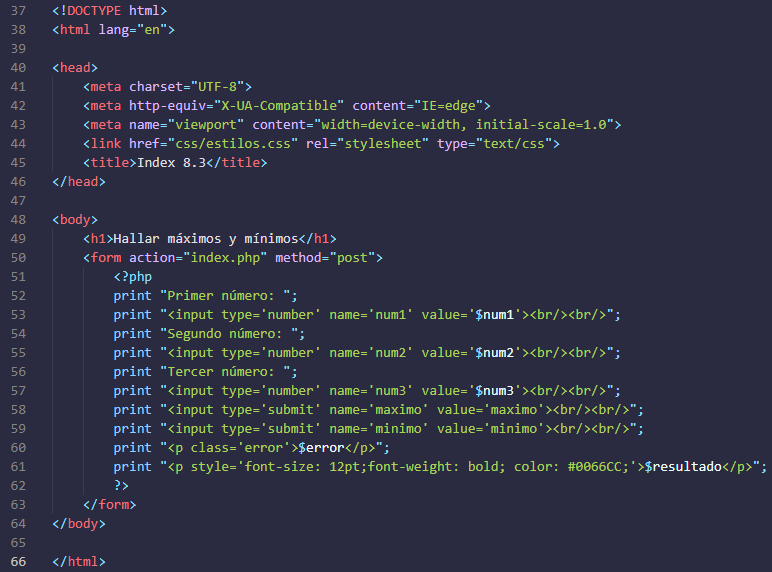 37 <!DOCTYPE html>
38 <html lang="en">
39
40 <head>
41     <meta charset="UTF-8">
42     <meta http-equiv="X-UA-Compatible" content="IE=edge">
43     <meta name="viewport" content="width=device-width, initial-scale=1.0">
44     <link href="css/estilos.css" rel="stylesheet" type="text/css">
45     <title>Index 8.3</title>
46 </head>
47
48 <body>
49     <h1>Hallar máximos y mínimos</h1>
50     <form action="index.php" method="post">
51         <?php
52         print "Primer número: ";
53         print "<input type='number' name='num1' value='$num1'><br/><br/>";
54         print "Segundo número: ";
55         print "<input type='number' name='num2' value='$num2'><br/><br/>";
56         print "Tercer número: ";
57         print "<input type='number' name='num3' value='$num3'><br/><br/>";
58         print "<input type='submit' name='maximo' value='maximo'><br/><br/>";
59         print "<input type='submit' name='minimo' value='minimo'><br/><br/>";
60         print "<p class='error'>$error</p>";
61         print "<p style='font-size: 12pt;font-weight: bold; color: #0066CC;'>$resultado</p>";
62         ?>
63     </form>
64 </body>
65
66 </html>